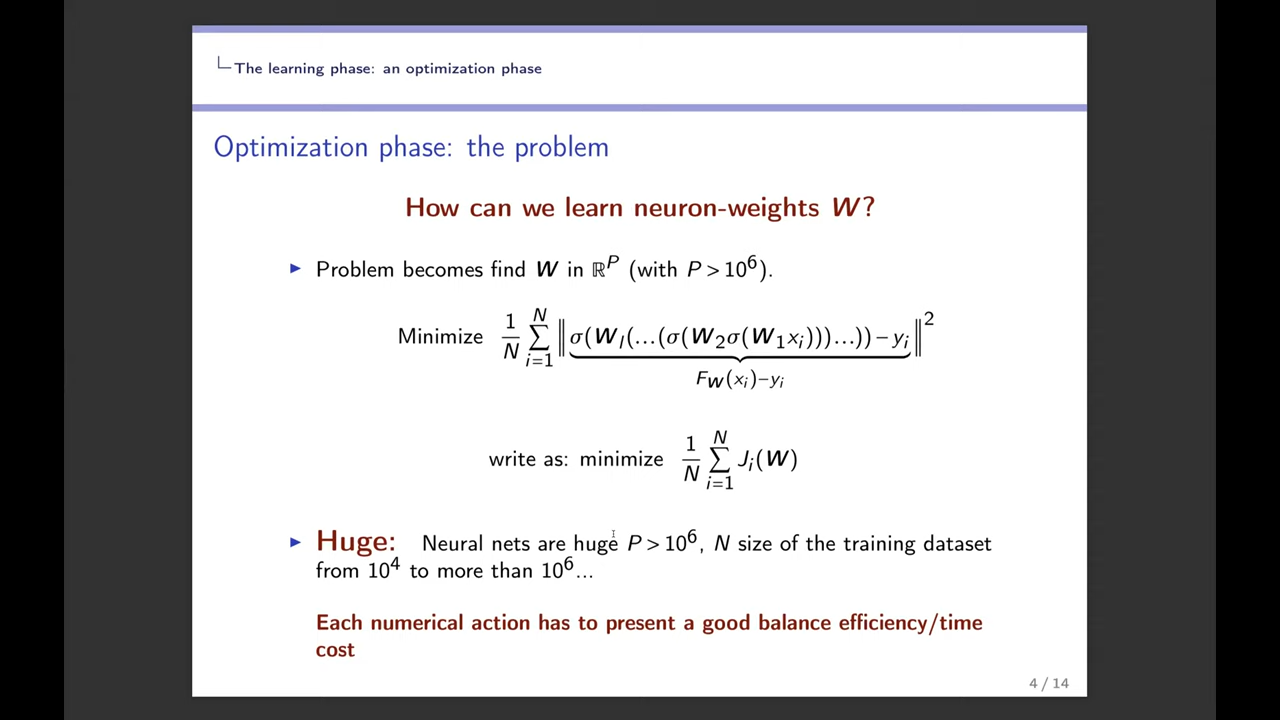 The learning phase: an optimization phase
Optimization phase: the problem
How can we learn neuron-weights W?
▶ Problem becomes find W in ℝ^P (with P > 10^6).
Minimize 1/N ∑_{i=1}^{N} ‖σ(W_l(...(σ(W_2σ(W_1x_i)))...)) − y_i‖^2
F_W(x_i)−y_i
write as: minimize 1/N ∑_{i=1}^{N} J_i(W)
▶ Huge: Neural nets are huge P > 10^6, N size of the training dataset
from 10^4 to more than 10^6...
Each numerical action has to present a good balance efficiency/time
cost
4 / 14